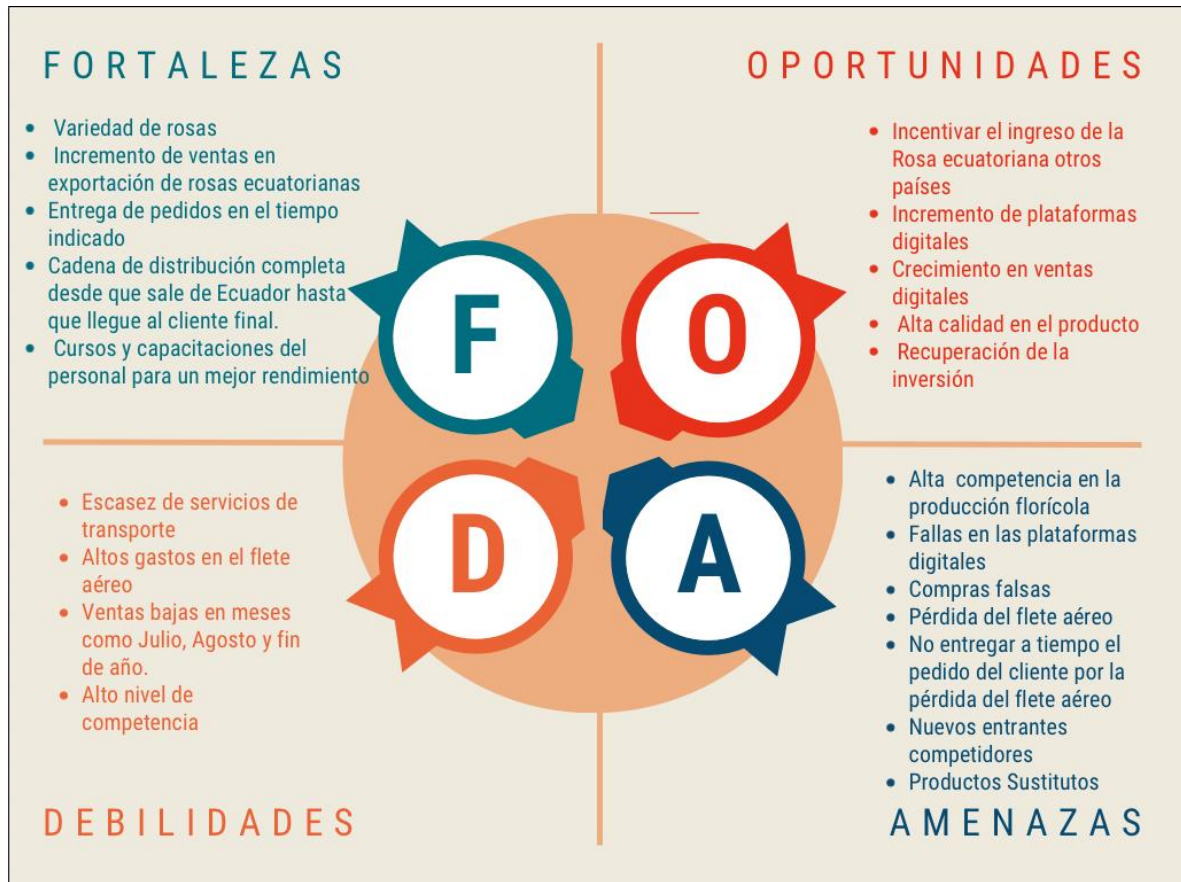 FORTALEZAS
• Variedad de rosas
• Incremento de ventas en
exportación de rosas ecuatorianas
• Entrega de pedidos en el tiempo
indicado
• Cadena de distribución completa
desde que sale de Ecuador hasta
que llegue al cliente final.
• Cursos y capacitaciones del
personal para un mejor rendimiento
OPORTUNIDADES
• Incentivar el ingreso de la
Rosa ecuatoriana otros
países
• Incremento de plataformas
digitales
• Crecimiento en ventas
digitales
• Alta calidad en el producto
• Recuperación de la
inversión
F
O
D
A
• Escasez de servicios de
transporte
• Altos gastos en el flete
aéreo
• Ventas bajas en meses
como Julio, Agosto y fin
de año.
• Alto nivel de
competencia
DEBILIDADES
• Alta competencia en la
producción florícola
• Fallas en las plataformas
digitales
• Compras falsas
• Pérdida del flete aéreo
• No entregar a tiempo el
pedido del cliente por la
pérdida del flete aéreo
• Nuevos entrantes
competidores
• Productos Sustitutos
AMENAZAS